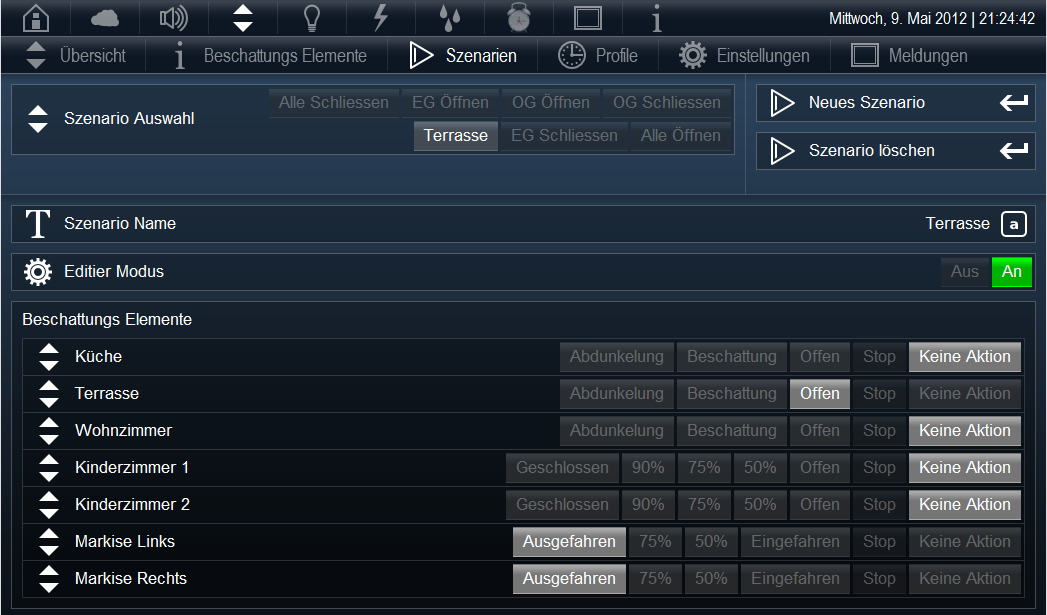 Mittwoch, 9. Mai 2012 | 21:24:42
Übersicht Beschattungs Elemente Szenarien Profile Einstellungen Meldungen
Szenario Auswahl
Alle Schliessen EG Öffnen OG Öffnen OG Schliessen
Terrasse EG Schliessen Alle Öffnen
Neues Szenario
Szenario löschen
Szenario Name Terrasse a
Editier Modus Aus An
Beschattungs Elemente
Küche Abdunkelung Beschattung Offen Stop Keine Aktion
Terrasse Abdunkelung Beschattung Offen Stop Keine Aktion
Wohnzimmer Abdunkelung Beschattung Offen Stop Keine Aktion
Kinderzimmer 1 Geschlossen 90% 75% 50% Offen Stop Keine Aktion
Kinderzimmer 2 Geschlossen 90% 75% 50% Offen Stop Keine Aktion
Markise Links Ausgefahren 75% 50% Eingefahren Stop Keine Aktion
Markise Rechts Ausgefahren 75% 50% Eingefahren Stop Keine Aktion